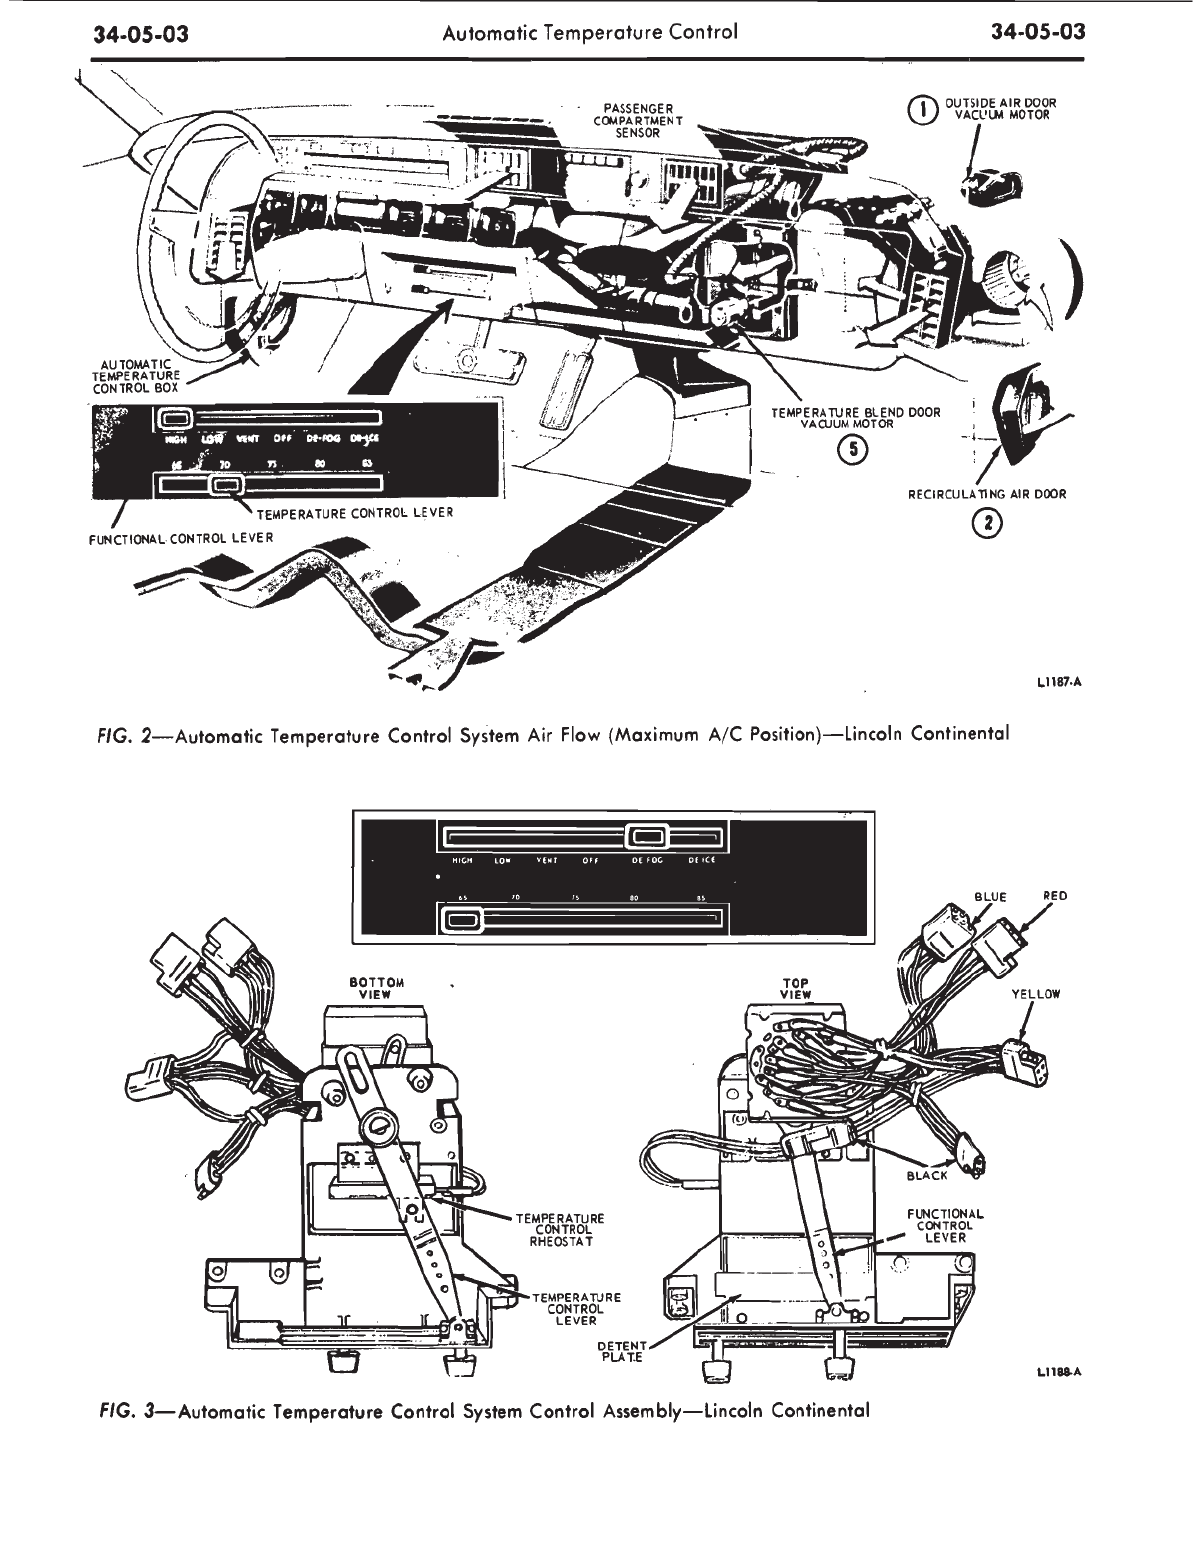 34-05-03 Automatic Temperature Control 34-05-03
PASSENGER
COMPARTMENT
SENSOR
1 OUTSIDE AIR DOOR
VACUUM MOTOR
AUTOMATIC
TEMPERATURE
CONTROL BOX
HIGH LOW VENT OFF DE-FOG DE-ICE
65 70 75 80 85
TEMPERATURE CONTROL LEVER
FUNCTIONAL CONTROL LEVER
TEMPERATURE BLEND DOOR
VACUUM MOTOR
5
RECIRCULATING AIR DOOR
2
L1187-A
FIG. 2—Automatic Temperature Control System Air Flow (Maximum A/C Position)—Lincoln Continental
HIGH LOW VENT OFF DE FOG DE ICE
65 70 75 80 85
BLUE RED
BOTTOM
VIEW
TOP
VIEW
YELLOW
BLACK
TEMPERATURE
CONTROL
RHEOSTAT
FUNCTIONAL
CONTROL
LEVER
TEMPERATURE
CONTROL
LEVER
DETENT
PLATE
L1188-A
FIG. 3—Automatic Temperature Control System Control Assembly—Lincoln Continental